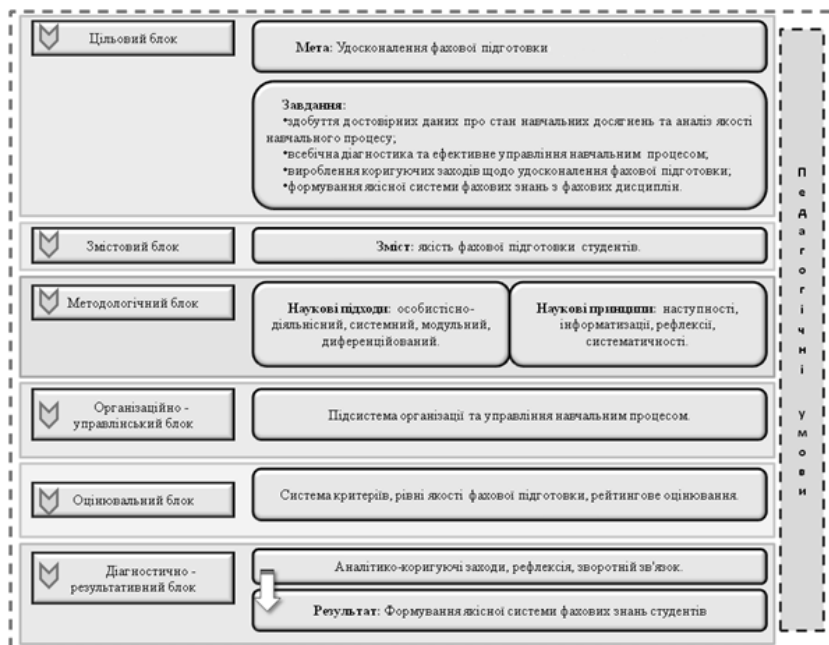 Цільовий блок
Мета: Удосконалення фахової підготовки
Завдання:
•здобуття достовірних даних про стан навчальних досягнень та аналіз якості
навчального процесу;
•всебічна діагностика та ефективне управління навчальним процесом;
•вироблення коригуючих заходів щодо удосконалення фахової підготовки;
•формування якісної системи фахових знань з фахових дисциплін.
Змістовий блок
Зміст: якість фахової підготовки студентів.
Методологічний блок
Наукові підходи: особистісно-
діяльнісний, системний, модульний,
диференційований.
Наукові принципи: наступності,
інформатизації, рефлексії,
систематичності.
Організаційно -
управлінський блок
Підсистема організації та управління навчальним процесом.
Оцінювальний блок
Система критеріїв, рівні якості фахової підготовки, рейтингове оцінювання.
Діагностично -
результативний блок
Аналітико-коригуючі заходи, рефлексія, зворотній зв'язок.
Результат: Формування якісної системи фахових знань студентів
Педагогічні умови